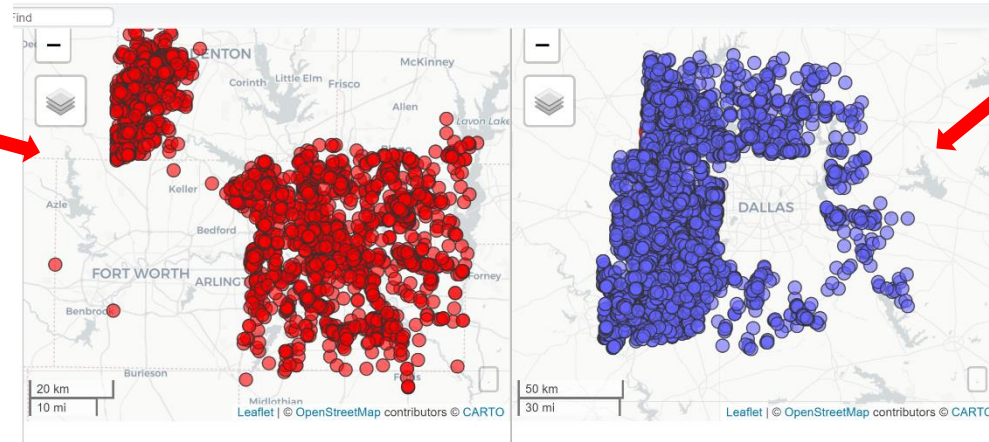 Find
−
DENTON
McKinney
Corinth
Little Elm
Frisco
Allen
Lavon Lake
Keller
Azle
Bedford
FORT WORTH
ARLINGT
Forney
Benbrook
Burleson
Midlothian
20 km
10 mi
Leaflet | © OpenStreetMap contributors © CARTO
−
DALLAS
50 km
30 mi
Leaflet | © OpenStreetMap contributors © CARTO